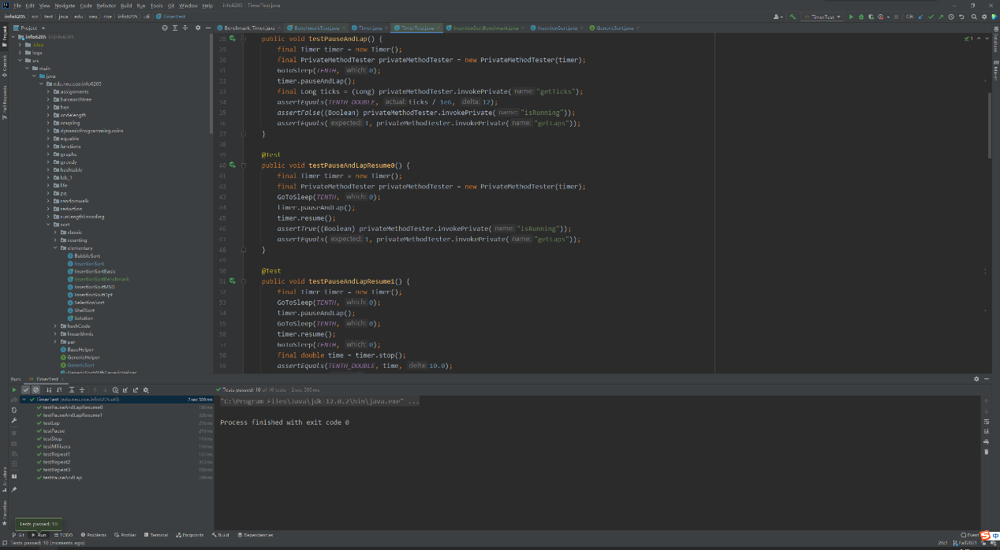 File Edit View Navigate Code Refactor Build Run Tools Git Window Help info6205 - TimerTest.java
info6205 src test java edu neu coe info6205 util TimerTest
TimerTest Git:
Project
Benchmark_Timer.java BenchmarkTest.java Timer.java TimerTest.java InsertionSortBenchmark.java InsertionSort.java GenericSort.java
info6205
.idea
logs
src
main
java
edu.neu.coe.info6205
assignments
balsearchtree
bqs
codelength
coupling
dynamicProgramming.coins
equable
functions
graphs
greedy
hashtable
lab_1
life
pq
randomwalk
reduction
runLengthEncoding
sort
classic
counting
elementary
BubbleSort
InsertionSort
InsertionSortBasic
InsertionSortBenchmark
InsertionSortMSD
InsertionSortOpt
SelectionSort
ShellSort
Solution
hashCode
linearithmic
par
BaseHelper
GenericHelper
GenericSort
GenericSortWithGenericHelper
Project
Commit
Pull Requests
Structure
Favorites
Database
Maven
1
28 public void testPauseAndLap() {
29 final Timer timer = new Timer();
30 final PrivateMethodTester privateMethodTester = new PrivateMethodTester(timer);
31 GoToSleep(TENTH, which: 0);
32 timer.pauseAndLap();
33 final Long ticks = (Long) privateMethodTester.invokePrivate( name: "getTicks");
34 assertEquals(TENTH_DOUBLE, actual: ticks / 1e6, delta: 12);
35 assertFalse((Boolean) privateMethodTester.invokePrivate( name: "isRunning"));
36 assertEquals( expected: 1, privateMethodTester.invokePrivate( name: "getLaps"));
37 }
38
39 @Test
40 public void testPauseAndLapResume0() {
41 final Timer timer = new Timer();
42 final PrivateMethodTester privateMethodTester = new PrivateMethodTester(timer);
43 GoToSleep(TENTH, which: 0);
44 timer.pauseAndLap();
45 timer.resume();
46 assertTrue((Boolean) privateMethodTester.invokePrivate( name: "isRunning"));
47 assertEquals( expected: 1, privateMethodTester.invokePrivate( name: "getLaps"));
48 }
49
50 @Test
51 public void testPauseAndLapResume1() {
52 final Timer timer = new Timer();
53 GoToSleep(TENTH, which: 0);
54 timer.pauseAndLap();
55 GoToSleep(TENTH, which: 0);
56 timer.resume();
57 GoToSleep(TENTH, which: 0);
58 final double time = timer.stop();
59 assertEquals(TENTH_DOUBLE, time, delta: 10.0);
Run: TimerTest
Tests passed: 10 of 10 tests – 2 sec 509 ms
TimerTest (edu.neu.coe.info6205.util) 2 sec 509 ms
testPauseAndLapResume0
testPauseAndLapResume1
testLap
testPause
testStop
testMillisecs
testRepeat1
testRepeat2
testRepeat3
testPauseAndLap
"C:\Program Files\Java\jdk-12.0.2\bin\java.exe" ...
Process finished with exit code 0
Tests passed: 10
Git Run TODO Problems Profiler Terminal Endpoints Build Dependencies Event
Tests passed: 10 (moments ago)
26:1 Fall2021
中